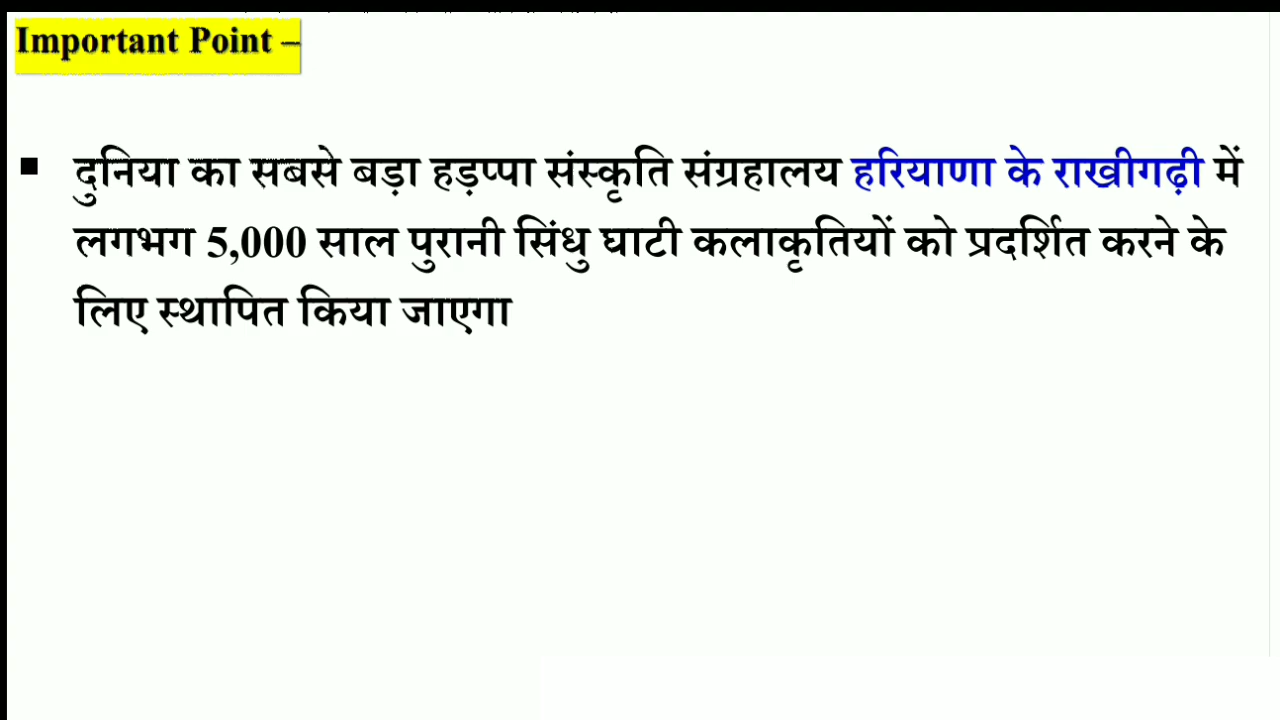 Important Point –
▪ दुनिया का सबसे बड़ा हड़प्पा संस्कृति संग्रहालय हरियाणा के राखीगढ़ी में
लगभग 5,000 साल पुरानी सिंधु घाटी कलाकृतियों को प्रदर्शित करने के
लिए स्थापित किया जाएगा